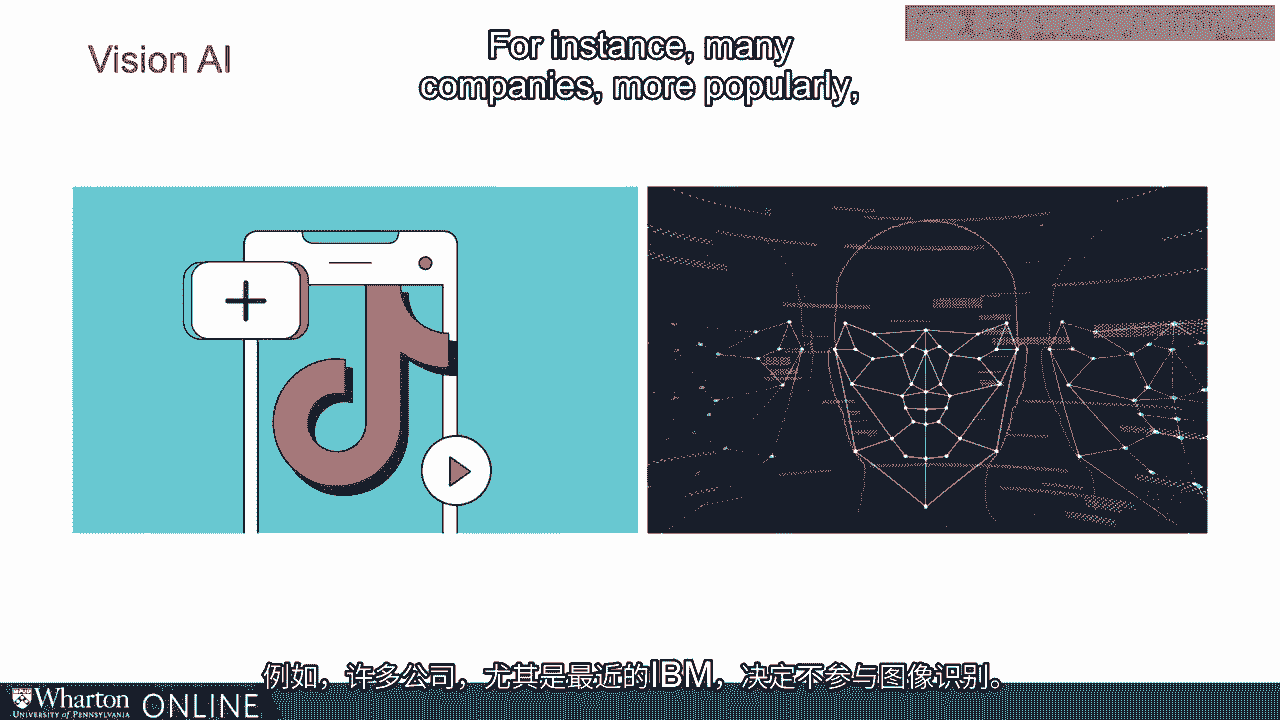 Vision AI
For instance, many
companies, more popularly,
例如，许多公司，尤其是最近的IBM，决定不参与图像识别。
Wharton
UNIVERSITY of PENNSYLVANIA
ONLINE